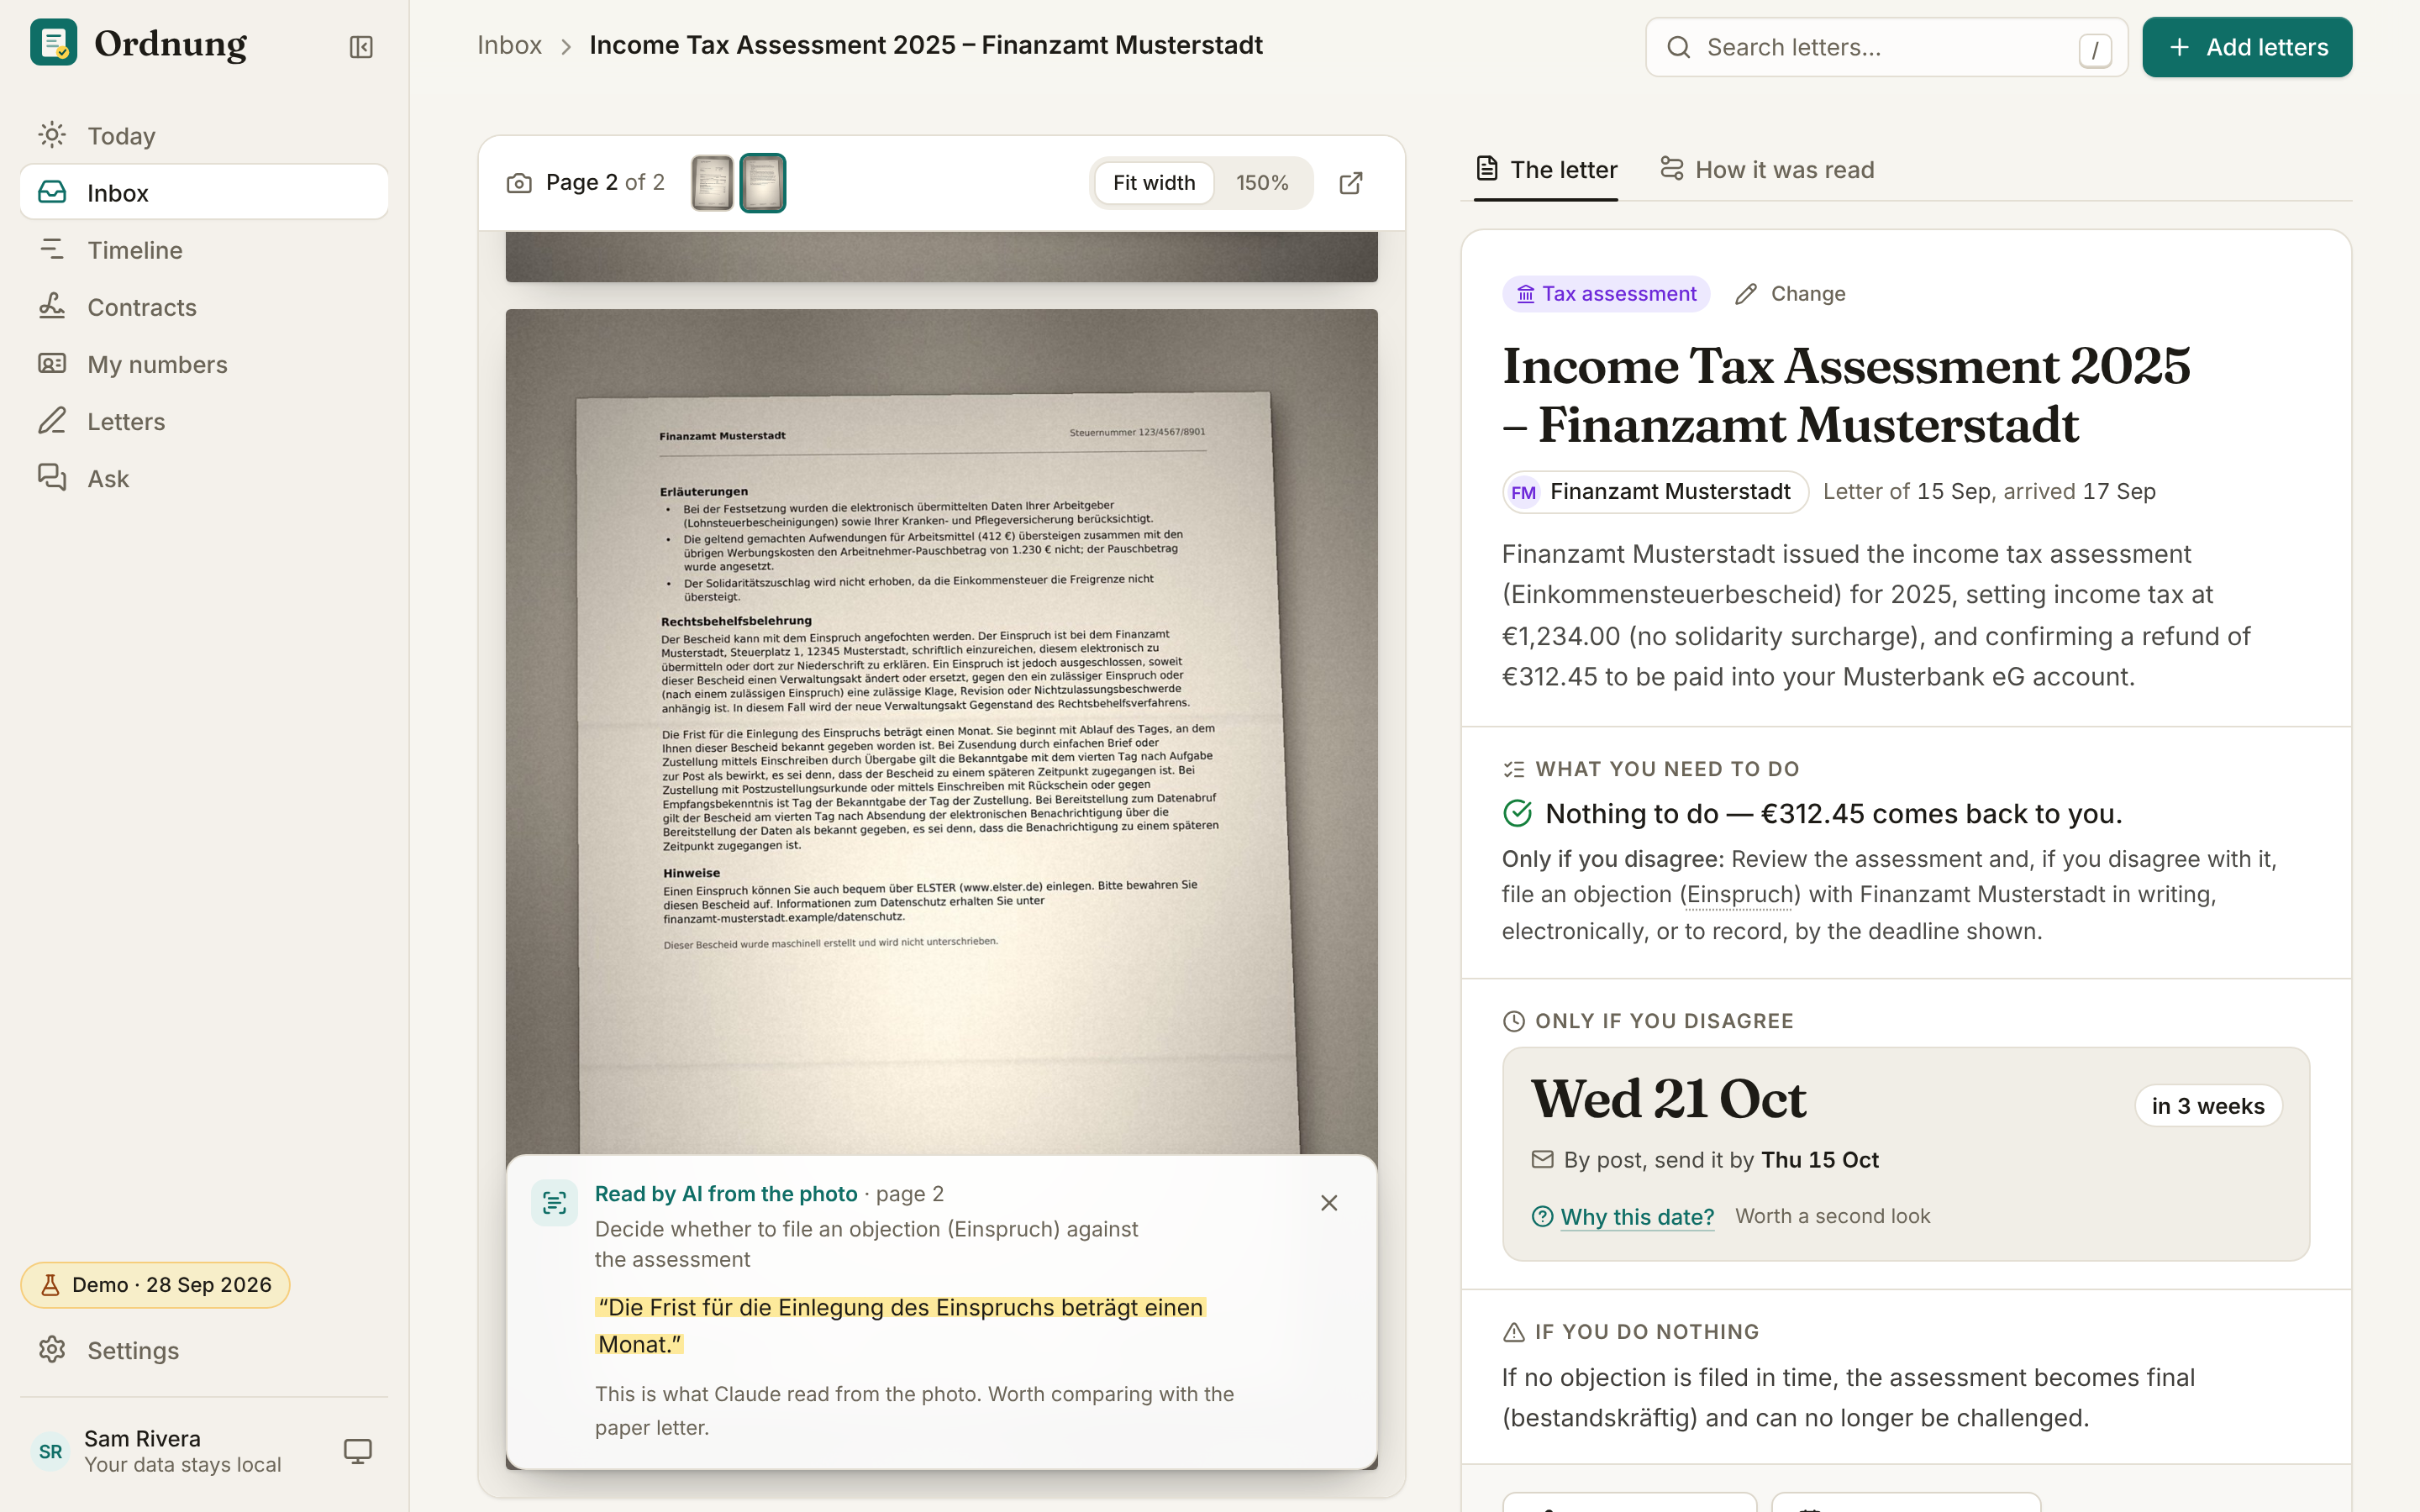 Ordnung
Today
Inbox
Timeline
Contracts
My numbers
Letters
Ask
Demo · 28 Sep 2026
Settings
SR
Sam Rivera
Your data stays local
Inbox > Income Tax Assessment 2025 – Finanzamt Musterstadt
Search letters...
/
+ Add letters
Page 2 of 2
Fit width
150%
Finanzamt Musterstadt
Steuernummer 123/4567/8901
Erläuterungen
• Bei der Festsetzung wurden die elektronisch übermittelten Daten Ihrer Arbeitgeber
(Lohnsteuerbescheinigungen) sowie Ihrer Kranken- und Pflegeversicherung berücksichtigt.
• Die geltend gemachten Aufwendungen für Arbeitsmittel (412 €) übersteigen zusammen mit den
übrigen Werbungskosten den Arbeitnehmer-Pauschbetrag von 1.230 € nicht; der Pauschbetrag
wurde angesetzt.
• Der Solidaritätszuschlag wird nicht erhoben, da die Einkommensteuer die Freigrenze nicht
übersteigt.
Rechtsbehelfsbelehrung
Der Bescheid kann mit dem Einspruch angefochten werden. Der Einspruch ist bei dem Finanzamt
Musterstadt, Steuerplatz 1, 12345 Musterstadt, schriftlich einzureichen, diesem elektronisch zu
übermitteln oder dort zur Niederschrift zu erklären. Ein Einspruch ist jedoch ausgeschlossen, soweit
dieser Bescheid einen Verwaltungsakt ändert oder ersetzt, gegen den ein zulässiger Einspruch oder
(nach einem zulässigen Einspruch) eine zulässige Klage, Revision oder Nichtzulassungsbeschwerde
anhängig ist. In diesem Fall wird der neue Verwaltungsakt Gegenstand des Rechtsbehelfsverfahrens.
Die Frist für die Einlegung des Einspruchs beträgt einen Monat. Sie beginnt mit Ablauf des Tages, an dem
Ihnen dieser Bescheid bekannt gegeben worden ist. Bei Zusendung durch einfachen Brief oder
Zustellung mittels Einschreiben durch Übergabe gilt die Bekanntgabe mit dem vierten Tag nach Aufgabe
zur Post als bewirkt, es sei denn, dass der Bescheid zu einem späteren Zeitpunkt zugegangen ist. Bei
Zustellung mit Postzustellungsurkunde oder mittels Einschreiben mit Rückschein oder gegen
Empfangsbekenntnis ist Tag der Bekanntgabe der Tag der Zustellung. Bei Bereitstellung zum Datenabruf
gilt der Bescheid am vierten Tag nach Absendung der elektronischen Benachrichtigung über die
Bereitstellung der Daten als bekannt gegeben, es sei denn, dass die Benachrichtigung zu einem späteren
Zeitpunkt zugegangen ist.
Hinweise
Einen Einspruch können Sie auch bequem über ELSTER (www.elster.de) einlegen. Bitte bewahren Sie
diesen Bescheid auf. Informationen zum Datenschutz erhalten Sie unter
finanzamt-musterstadt.example/datenschutz.
Dieser Bescheid wurde maschinell erstellt und wird nicht unterschrieben.
Read by AI from the photo · page 2
Decide whether to file an objection (Einspruch) against
the assessment
“Die Frist für die Einlegung des Einspruchs beträgt einen
Monat.”
This is what Claude read from the photo. Worth comparing with the
paper letter.
The letter
How it was read
Tax assessment
Change
Income Tax Assessment 2025
– Finanzamt Musterstadt
FM Finanzamt Musterstadt
Letter of 15 Sep, arrived 17 Sep
Finanzamt Musterstadt issued the income tax assessment
(Einkommensteuerbescheid) for 2025, setting income tax at
€1,234.00 (no solidarity surcharge), and confirming a refund of
€312.45 to be paid into your Musterbank eG account.
WHAT YOU NEED TO DO
Nothing to do — €312.45 comes back to you.
Only if you disagree: Review the assessment and, if you disagree with it,
file an objection (Einspruch) with Finanzamt Musterstadt in writing,
electronically, or to record, by the deadline shown.
ONLY IF YOU DISAGREE
Wed 21 Oct
in 3 weeks
By post, send it by Thu 15 Oct
Why this date?
Worth a second look
IF YOU DO NOTHING
If no objection is filed in time, the assessment becomes final
(bestandskräftig) and can no longer be challenged.